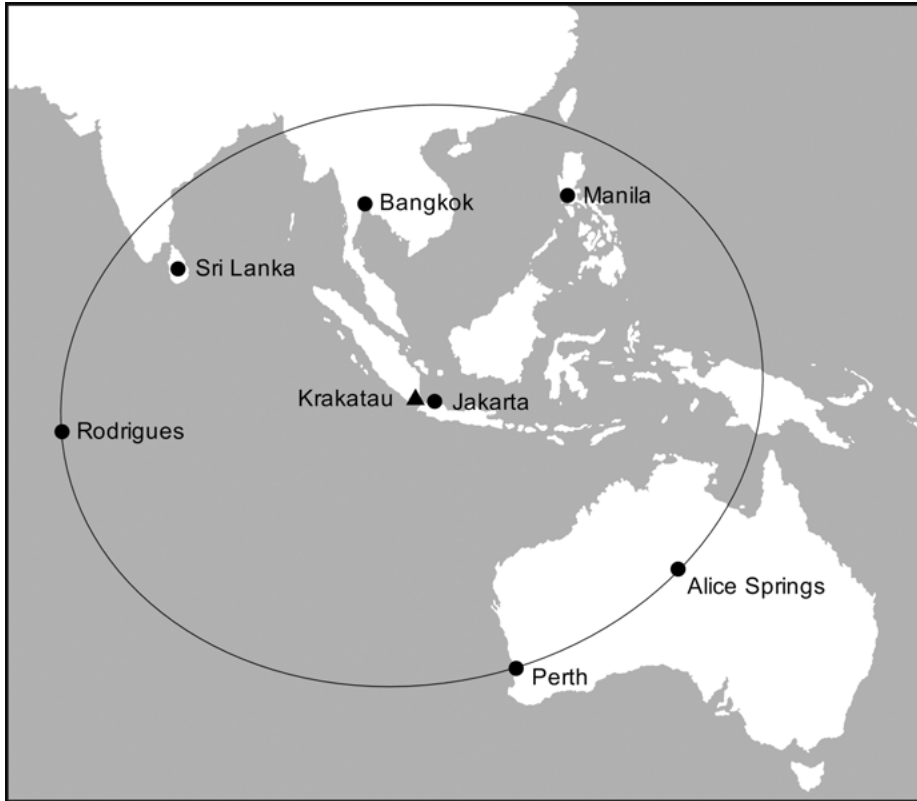 Bangkok
Manila
Sri Lanka
Krakatau
Jakarta
Rodrigues
Alice Springs
Perth